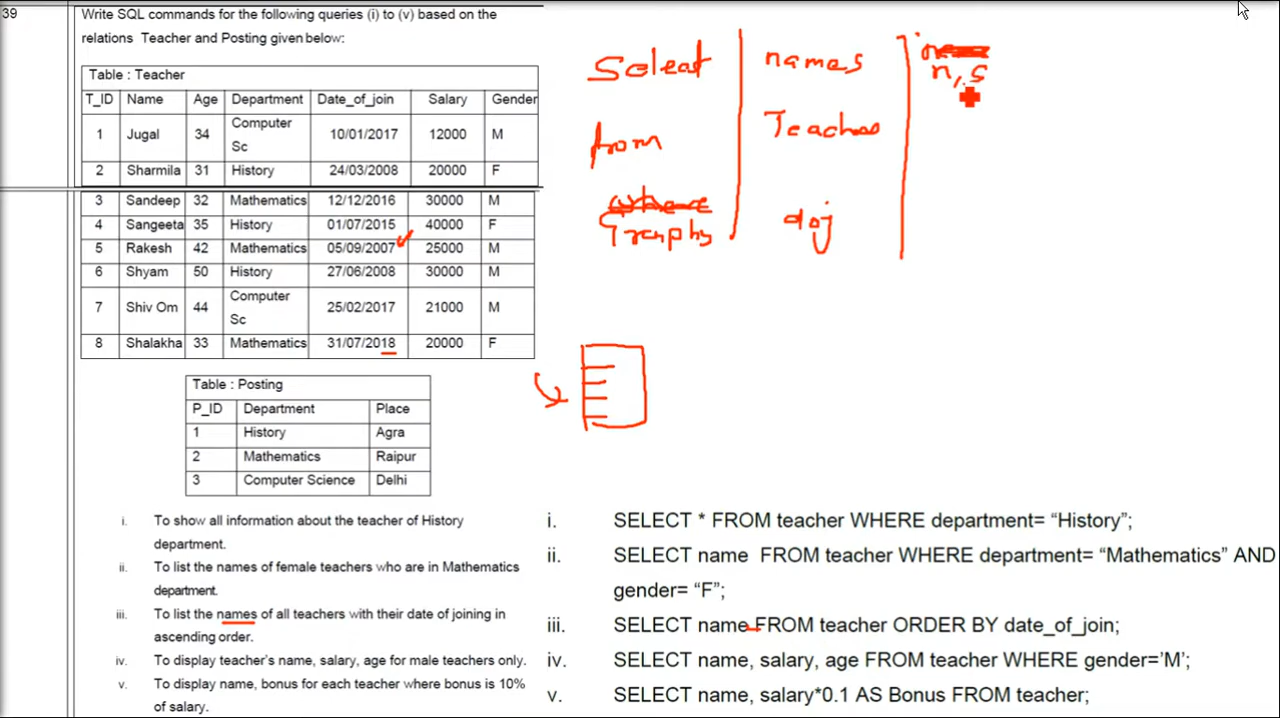 39
Write SQL commands for the following queries (i) to (v) based on the
relations Teacher and Posting given below:
Table : Teacher
T_ID Name Age Department Date_of_join Salary Gender
1 Jugal 34 Computer Sc 10/01/2017 12000 M
2 Sharmila 31 History 24/03/2008 20000 F
3 Sandeep 32 Mathematics 12/12/2016 30000 M
4 Sangeeta 35 History 01/07/2015 40000 F
5 Rakesh 42 Mathematics 05/09/2007 25000 M
6 Shyam 50 History 27/06/2008 30000 M
7 Shiv Om 44 Computer Sc 25/02/2017 21000 M
8 Shalakha 33 Mathematics 31/07/2018 20000 F
Table : Posting
P_ID Department Place
1 History Agra
2 Mathematics Raipur
3 Computer Science Delhi
i. To show all information about the teacher of History
department.
ii. To list the names of female teachers who are in Mathematics
department.
iii. To list the names of all teachers with their date of joining in
ascending order.
iv. To display teacher's name, salary, age for male teachers only.
v. To display name, bonus for each teacher where bonus is 10%
of salary.
names
n,s
from
doj
i. SELECT * FROM teacher WHERE department= “History”;
ii. SELECT name FROM teacher WHERE department= “Mathematics” AND
gender= “F”;
iii. SELECT name FROM teacher ORDER BY date_of_join;
iv. SELECT name, salary, age FROM teacher WHERE gender=’M’;
v. SELECT name, salary*0.1 AS Bonus FROM teacher;